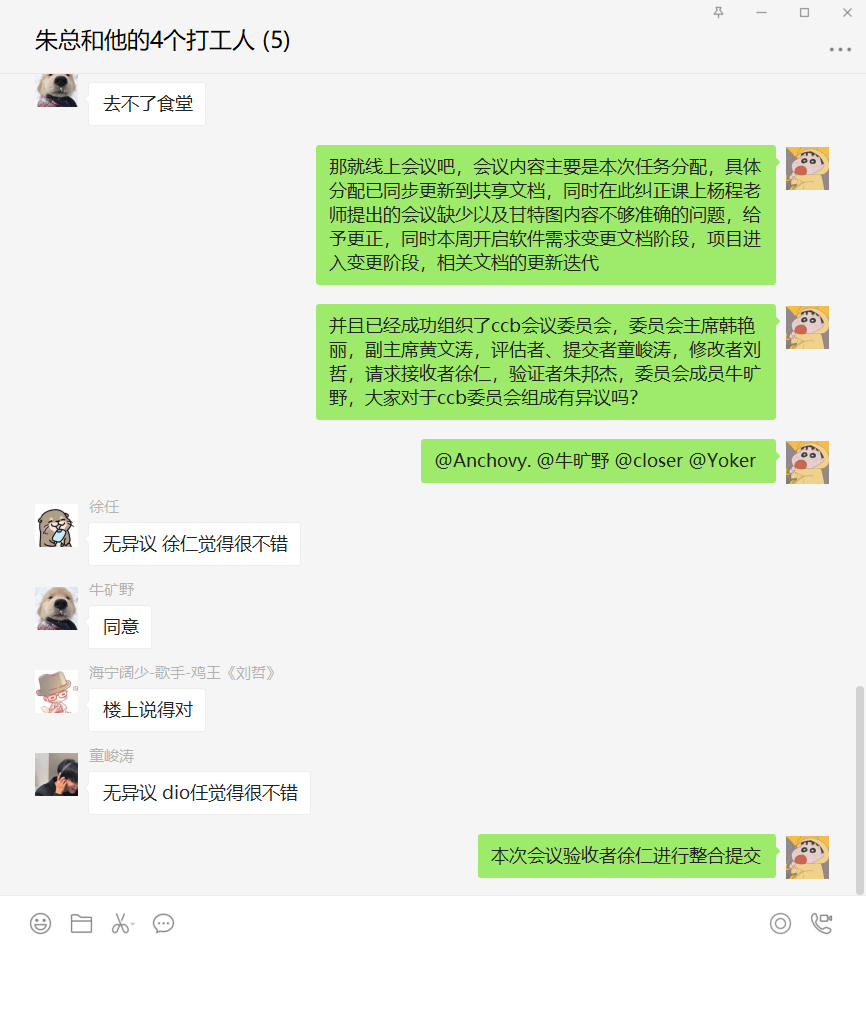 朱总和他的4个打工人 (5)
去不了食堂
那就线上会议吧，会议内容主要是本次任务分配，具体
分配已同步更新到共享文档，同时在此纠正课上杨程老
师提出的会议缺少以及甘特图内容不够准确的问题，给
予更正，同时本周开启软件需求变更文档阶段，项目进
入变更阶段，相关文档的更新迭代
并且已经成功组织了ccb会议委员会，委员会主席韩艳
丽，副主席黄文涛，评估者、提交者童峻涛，修改者刘
哲，请求接收者徐仁，验证者朱邦杰，委员会成员牛旷
野，大家对于ccb委员会组成有异议吗？
@Anchovy. @牛旷野 @closer @Yoker
徐任
无异议 徐仁觉得很不错
牛矿野
同意
海宁阔少-歌手-鸡王《刘哲》
楼上说得对
童峻涛
无异议 dio任觉得很不错
本次会议验收者徐仁进行整合提交